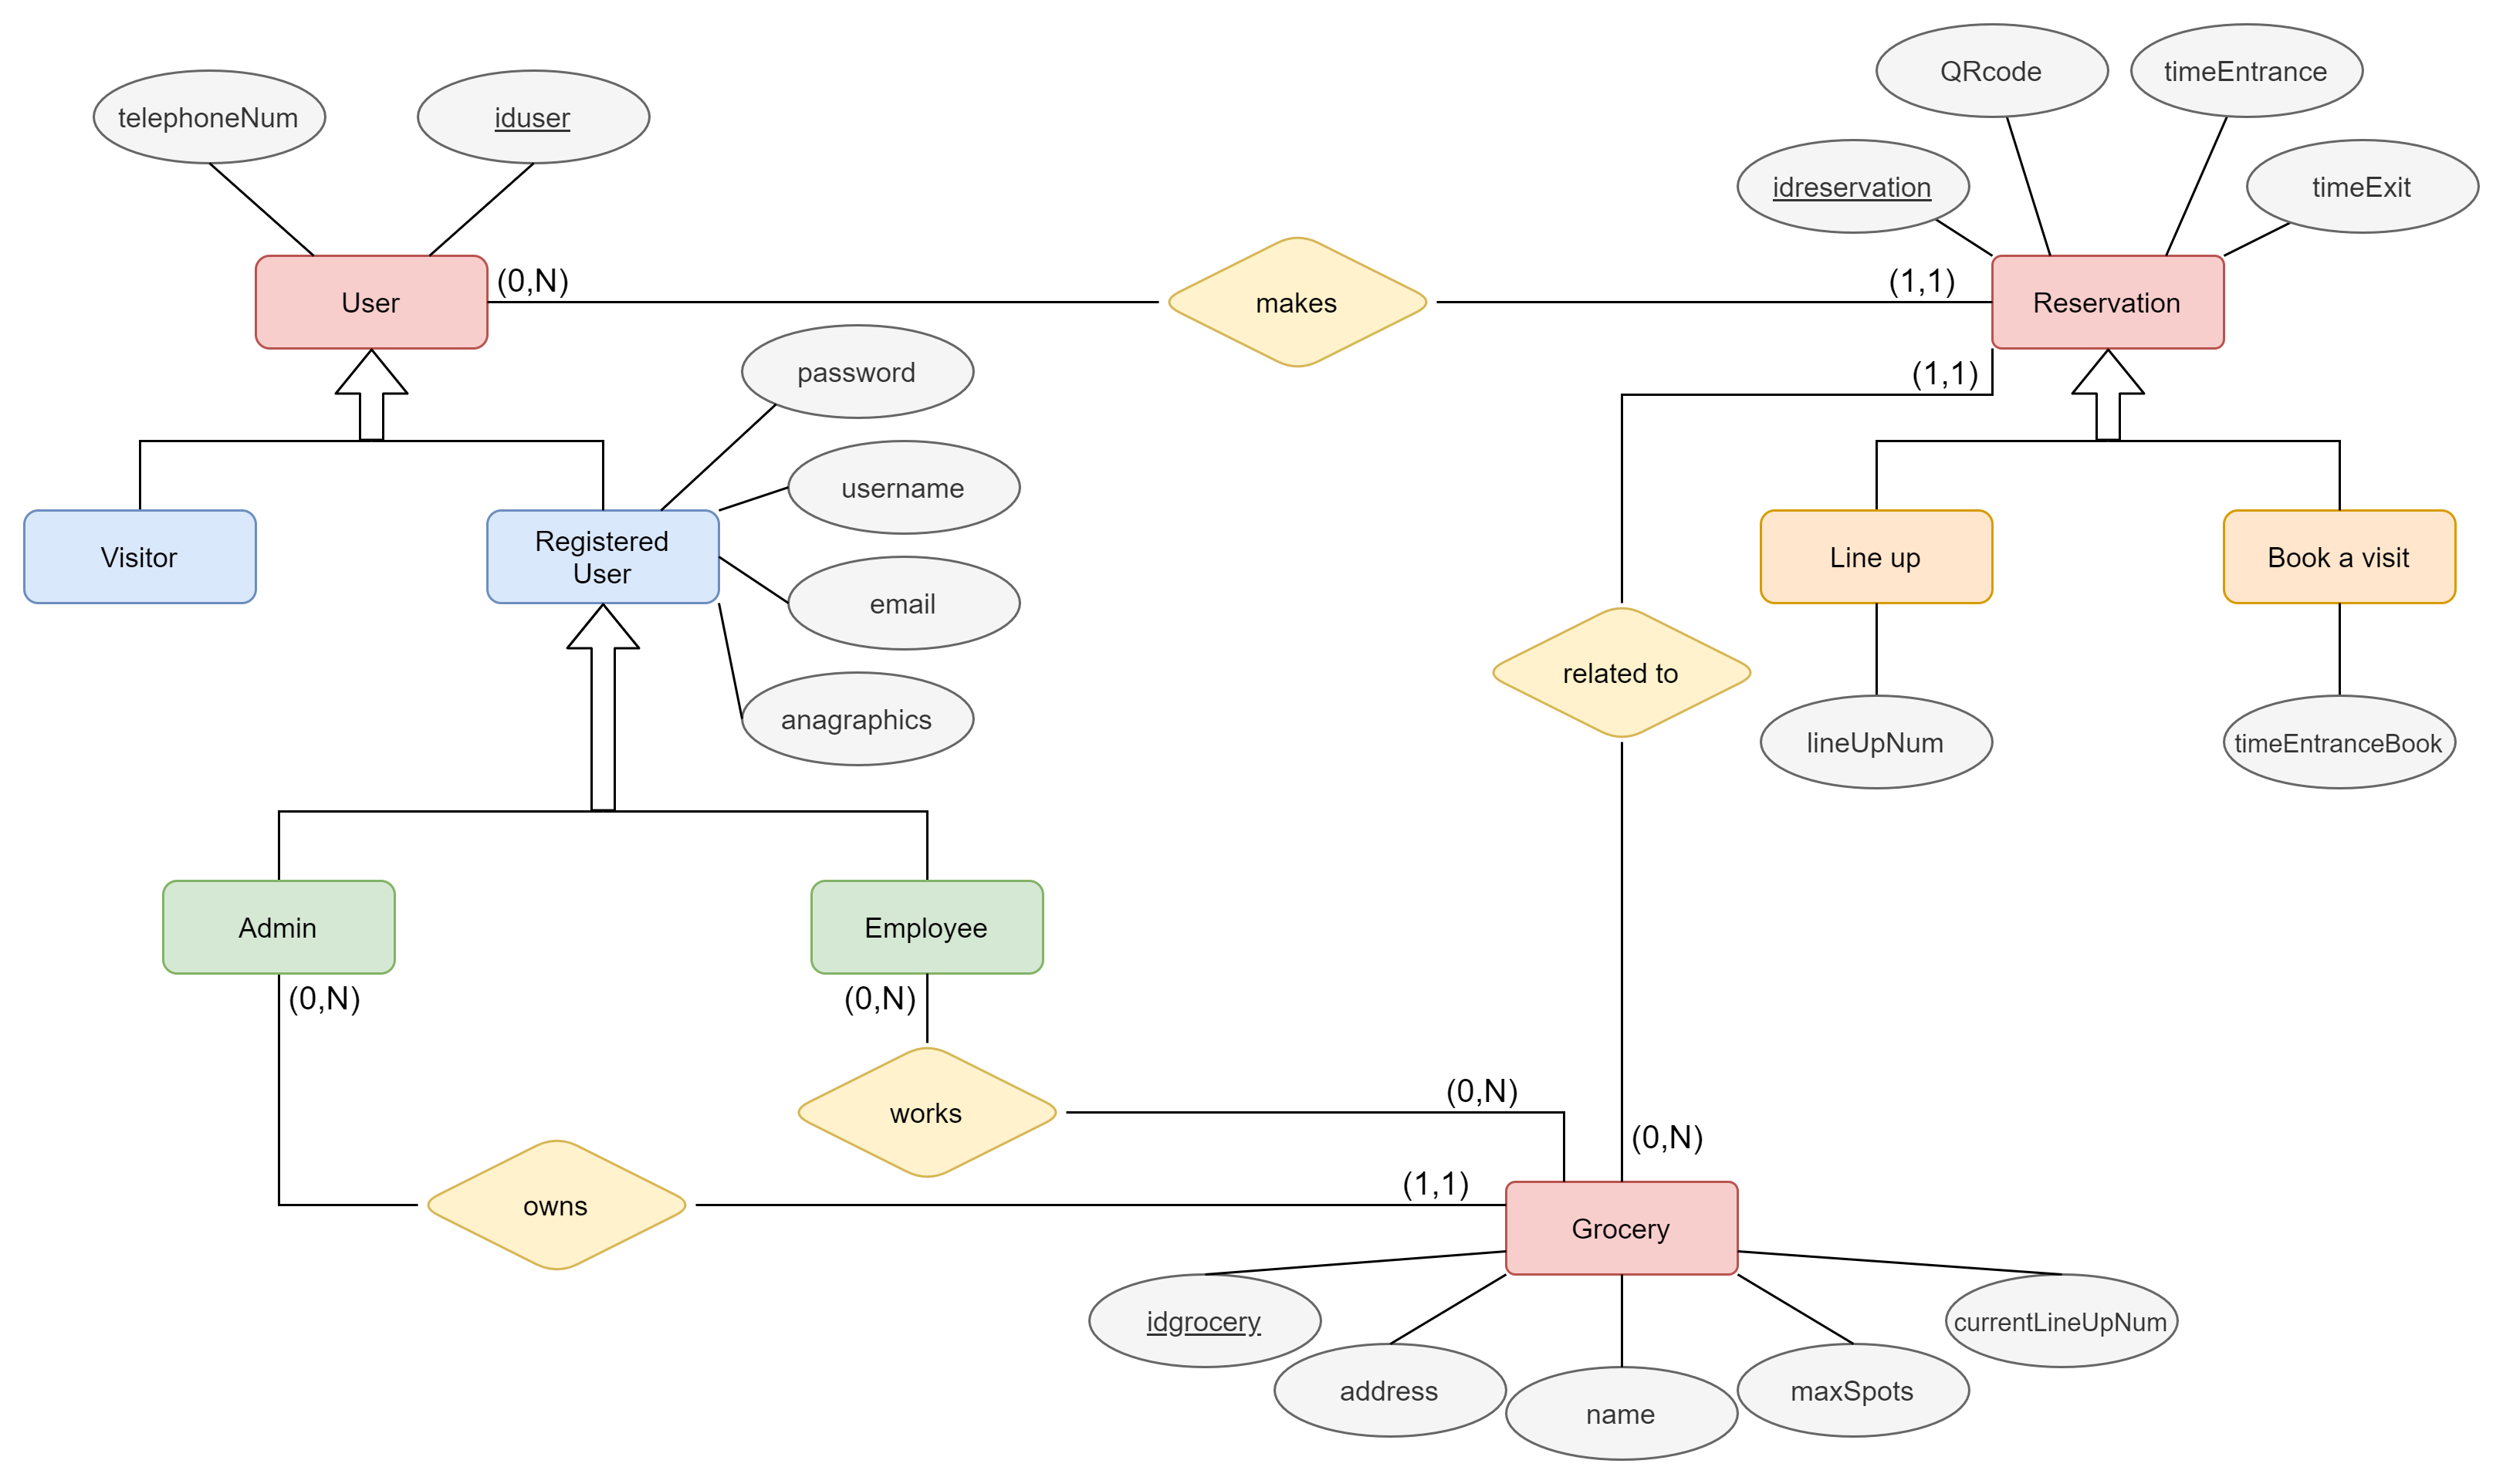 QRcode
timeEntrance
telephoneNum
iduser
idreservation
timeExit
User
(0,N)
makes
(1,1)
Reservation
password
(1,1)
username
Visitor
Registered
User
Line up
Book a visit
email
related to
anagraphics
lineUpNum
timeEntranceBook
Admin
Employee
(0,N)
(0,N)
works
(0,N)
(0,N)
owns
(1,1)
Grocery
idgrocery
currentLineUpNum
address
maxSpots
name